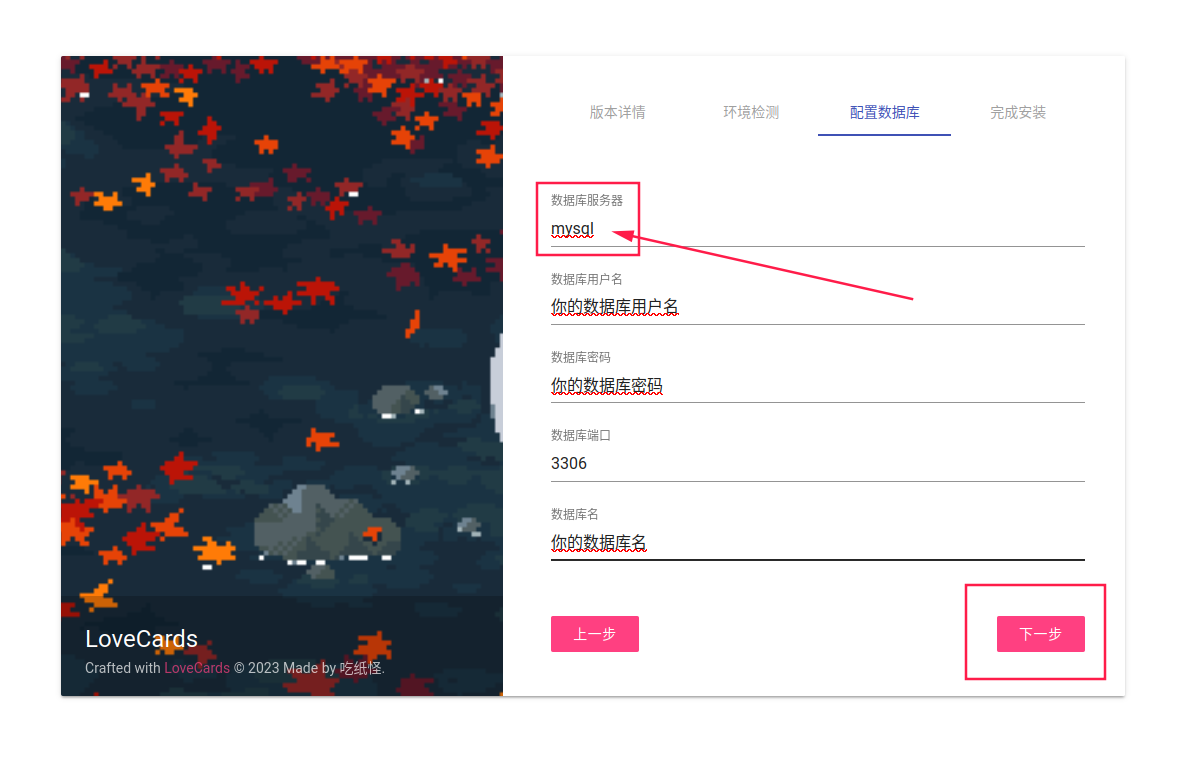 版本详情
环境检测
配置数据库
完成安装
数据库服务器
mysql
数据库用户名
你的数据库用户名
数据库密码
你的数据库密码
数据库端口
3306
数据库名
你的数据库名
上一步
下一步
LoveCards
Crafted with LoveCards © 2023 Made by 吃纸怪.